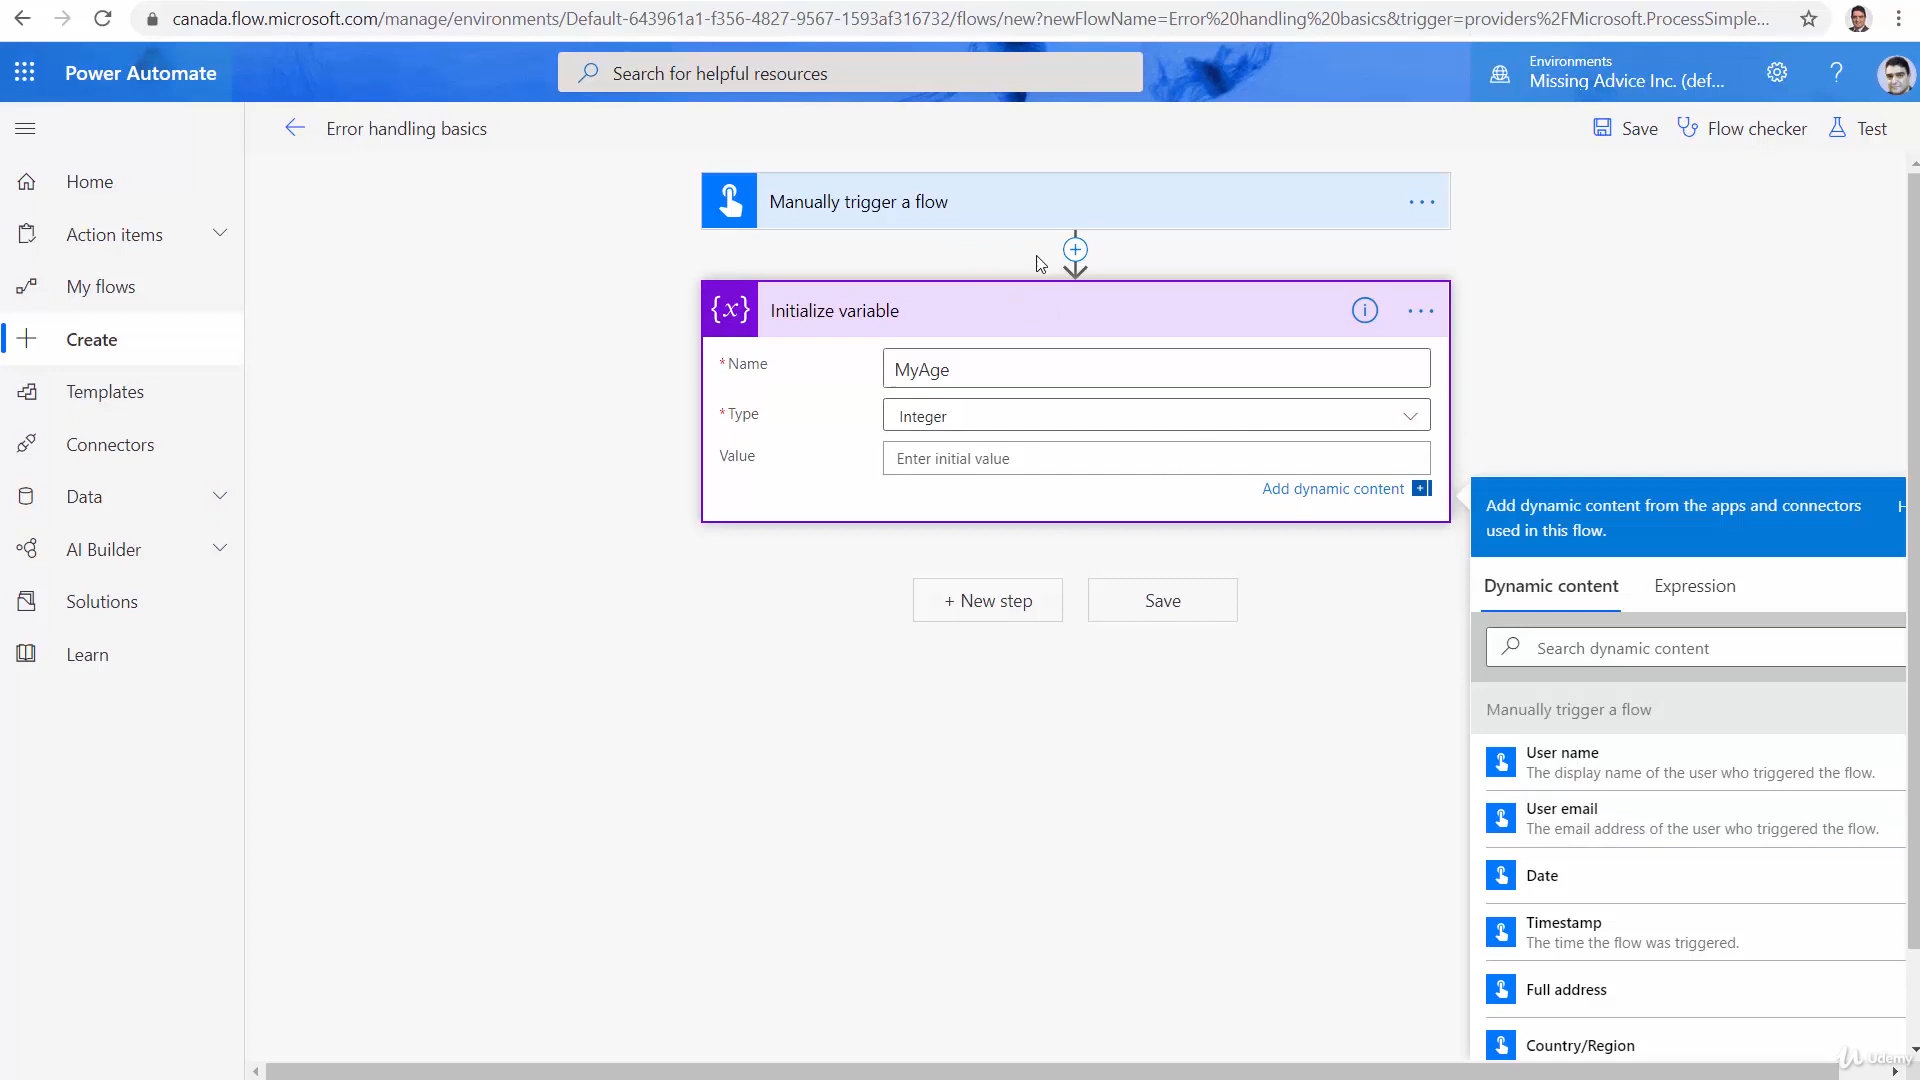 canada.flow.microsoft.com/manage/environments/Default-643961a1-f356-4827-9567-1593af316732/flows/new?newFlowName=Error%20handling%20basics&trigger=providers%2FMicrosoft.ProcessSimple...
Power Automate
Search for helpful resources
Environments
Missing Advice Inc. (def...
?
Error handling basics
Save
Flow checker
Test
Home
Action items
My flows
Create
Templates
Connectors
Data
AI Builder
Solutions
Learn
Manually trigger a flow
...
{x} Initialize variable
i
...
* Name
MyAge
* Type
Integer
Value
Enter initial value
Add dynamic content
+ New step
Save
Add dynamic content from the apps and connectors
used in this flow.
H
Dynamic content
Expression
Search dynamic content
Manually trigger a flow
User name
The display name of the user who triggered the flow.
User email
The email address of the user who triggered the flow.
Date
Timestamp
The time the flow was triggered.
Full address
Country/Region
Udemy